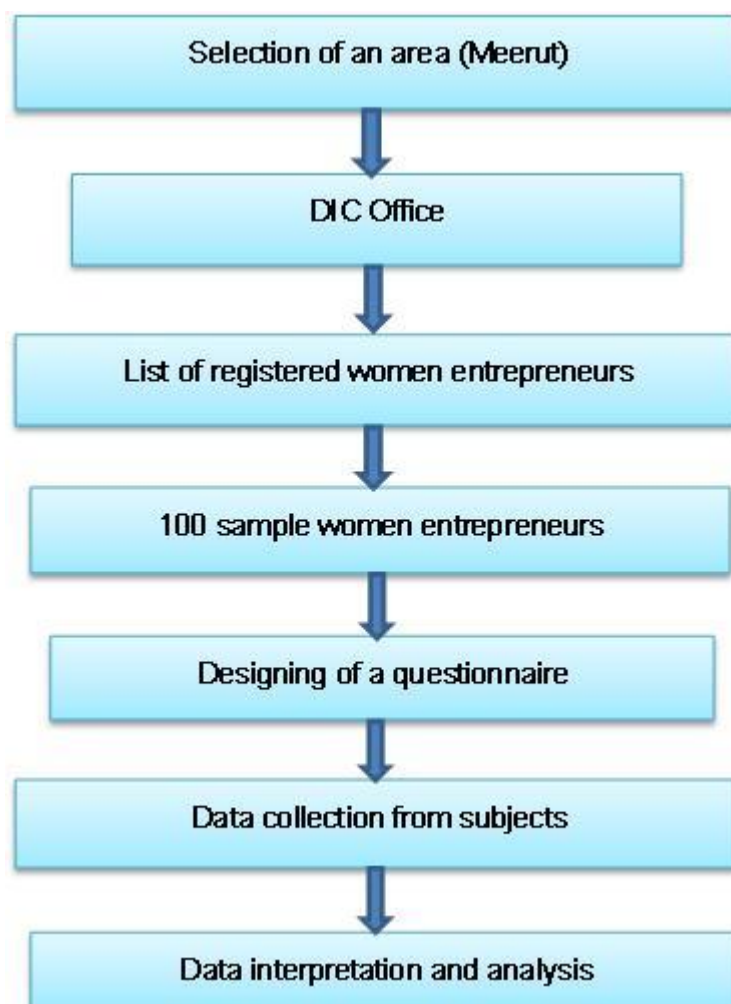 Selection of an area (Meerut)
DIC Office
List of registered women entrepreneurs
100 sample women entrepreneurs
Designing of a questionnaire
Data collection from subjects
Data interpretation and analysis